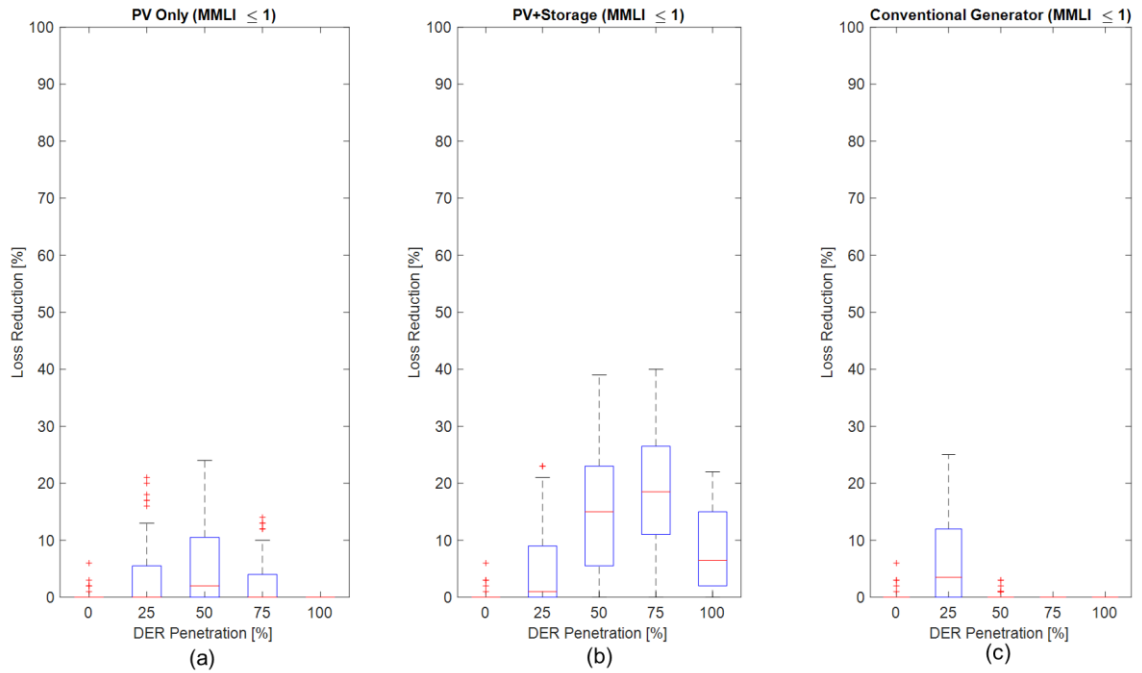 PV Only (MMLI ≤ 1)
100
90
80
70
60
50
40
30
20
10
0
Loss Reduction [%]
0 25 50 75 100
DER Penetration [%]
(a)
PV+Storage (MMLI ≤ 1)
100
90
80
70
60
50
40
30
20
10
0
Loss Reduction [%]
0 25 50 75 100
DER Penetration [%]
(b)
Conventional Generator (MMLI ≤ 1)
100
90
80
70
60
50
40
30
20
10
0
Loss Reduction [%]
0 25 50 75 100
DER Penetration [%]
(c)